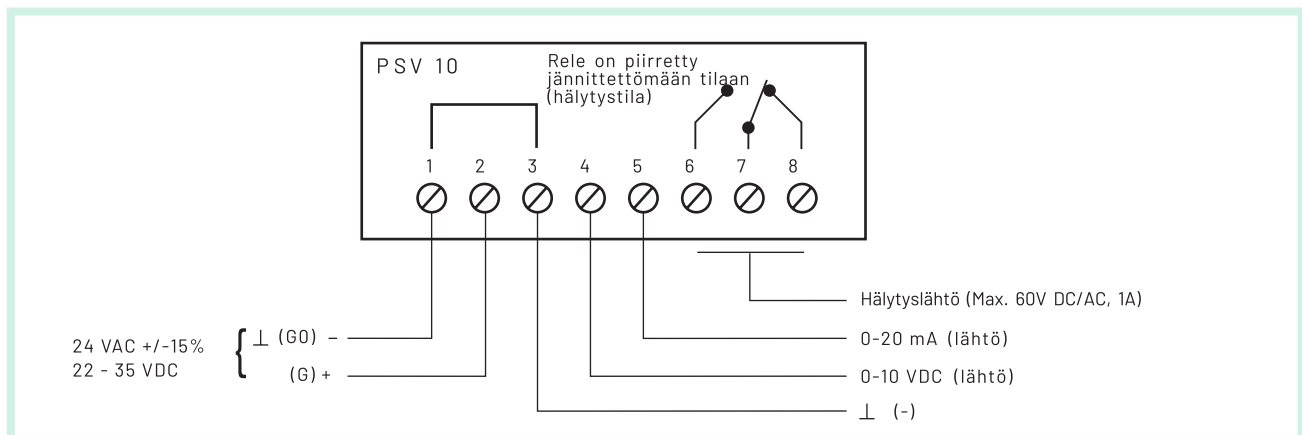 PSV 10
Rele on piirretty
jännittettömään tilaan
(hälytystila)
1 2 3 4 5 6 7 8
Hälytyslähtö (Max. 60V DC/AC, 1A)
24 VAC +/-15%
22 - 35 VDC
{ ⊥ (G0) -
(G) +
0-20 mA (lähtö)
0-10 VDC (lähtö)
⊥ (-)